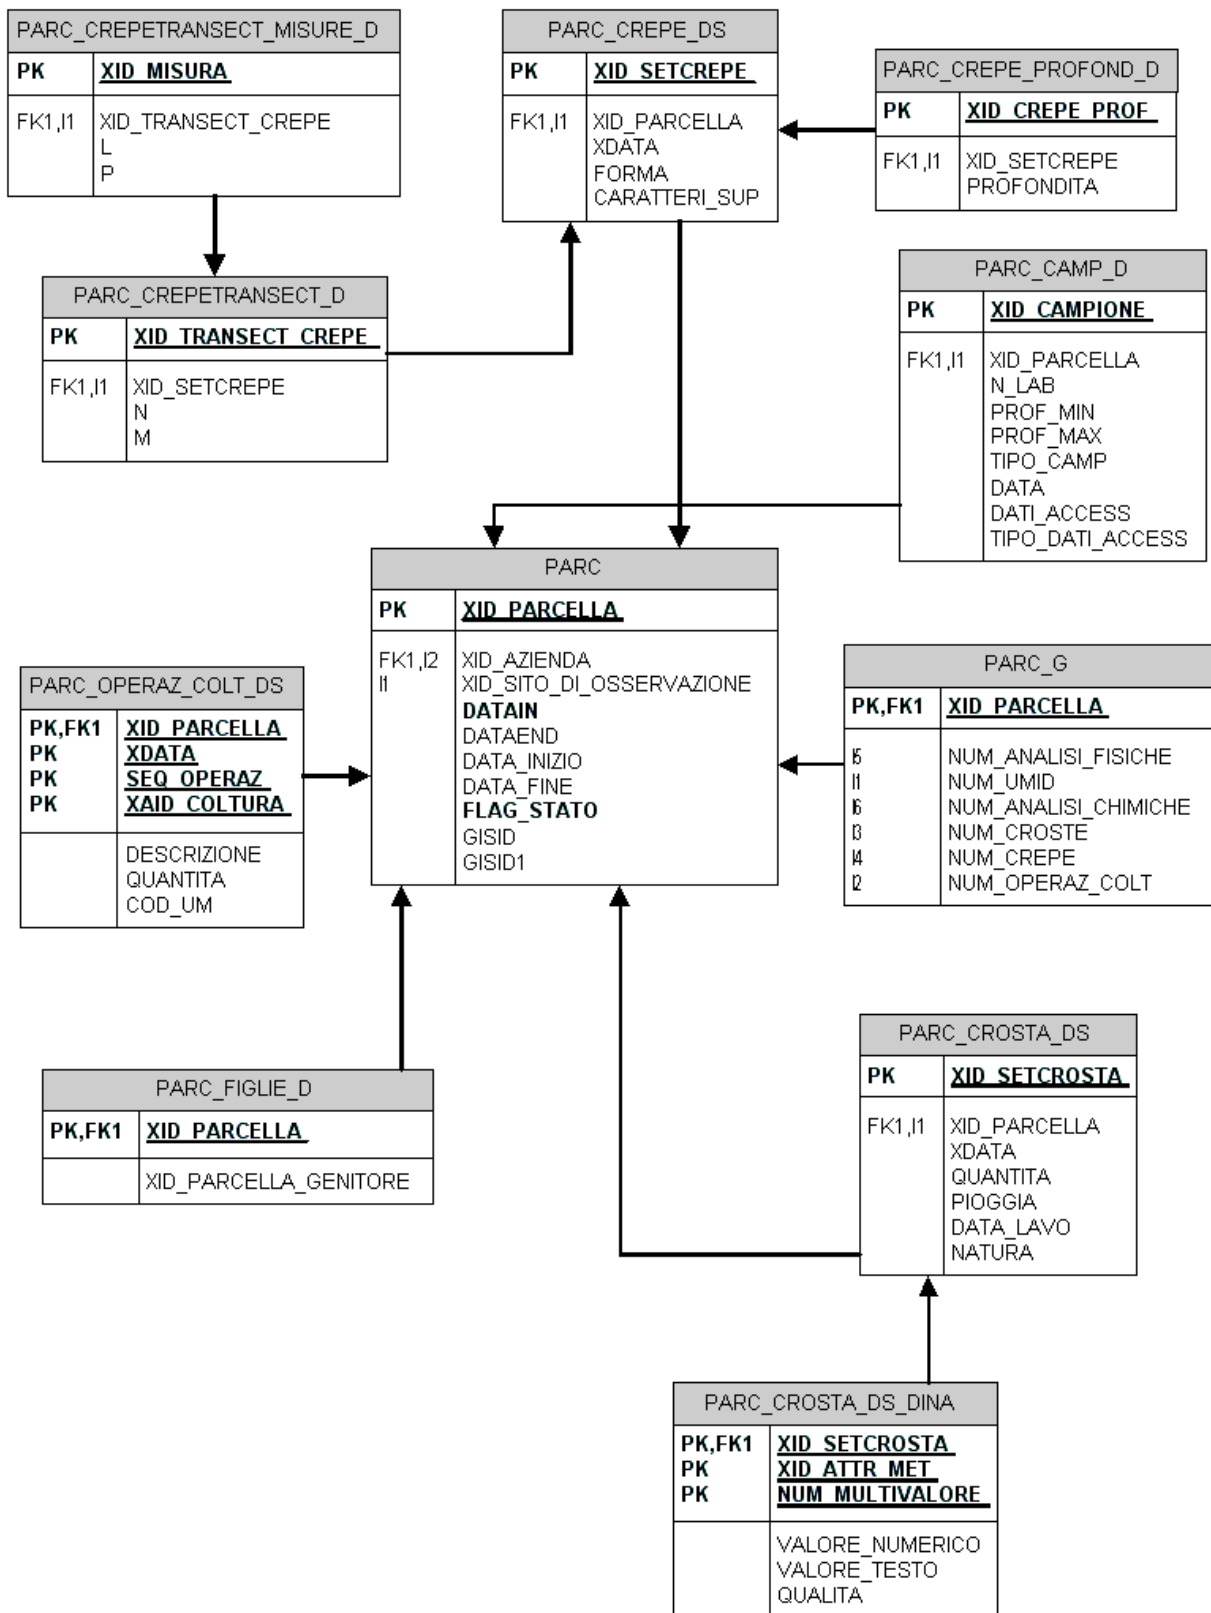 PARC_CREPETRANSECT_MISURE_D
PK XID_MISURA
FK1,I1 XID_TRANSECT_CREPE
L
P
PARC_CREPE_DS
PK XID_SETCREPE
FK1,I1 XID_PARCELLA
XDATA
FORMA
CARATTERI_SUP
PARC_CREPE_PROFOND_D
PK XID_CREPE_PROF
FK1,I1 XID_SETCREPE
PROFONDITA
PARC_CREPETRANSECT_D
PK XID_TRANSECT_CREPE
FK1,I1 XID_SETCREPE
N
M
PARC_CAMP_D
PK XID_CAMPIONE
FK1,I1 XID_PARCELLA
N_LAB
PROF_MIN
PROF_MAX
TIPO_CAMP
DATA
DATI_ACCESS
TIPO_DATI_ACCESS
PARC
PK XID_PARCELLA
FK1,I2 XID_AZIENDA
I1 XID_SITO_DI_OSSERVAZIONE
DATAIN
DATAEND
DATA_INIZIO
DATA_FINE
FLAG_STATO
GISID
GISID1
PARC_OPERAZ_COLT_DS
PK,FK1 XID_PARCELLA
PK XDATA
PK SEQ_OPERAZ
PK XAID_COLTURA
DESCRIZIONE
QUANTITA
COD_UM
PARC_G
PK,FK1 XID_PARCELLA
I5 NUM_ANALISI_FISICHE
I1 NUM_UMID
I6 NUM_ANALISI_CHIMICHE
I3 NUM_CROSTE
I4 NUM_CREPE
I2 NUM_OPERAZ_COLT
PARC_FIGLIE_D
PK,FK1 XID_PARCELLA
XID_PARCELLA_GENITORE
PARC_CROSTA_DS
PK XID_SETCROSTA
FK1,I1 XID_PARCELLA
XDATA
QUANTITA
PIOGGIA
DATA_LAVO
NATURA
PARC_CROSTA_DS_DINA
PK,FK1 XID_SETCROSTA
PK XID_ATTR_MET
PK NUM_MULTIVALORE
VALORE_NUMERICO
VALORE_TESTO
QUALITA